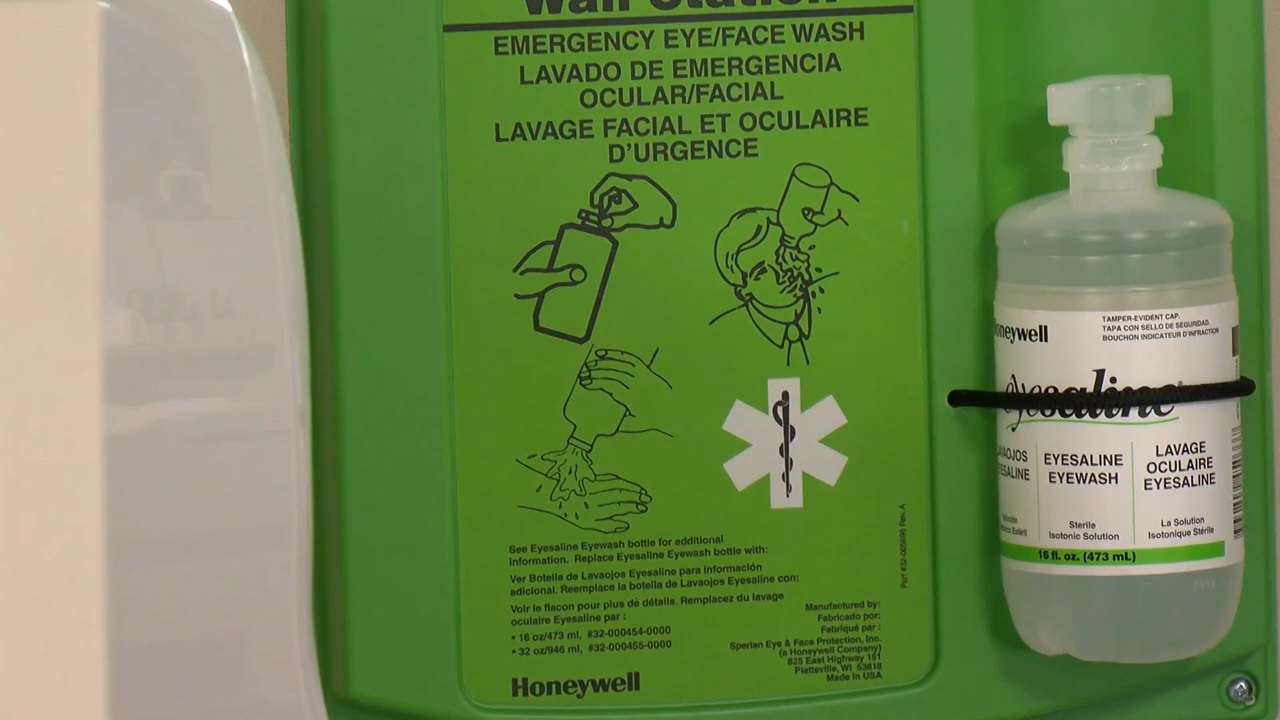 Wall Station
EMERGENCY EYE/FACE WASH
LAVADO DE EMERGENCIA
OCULAR/FACIAL
LAVAGE FACIAL ET OCULAIRE
D'URGENCE
See Eyesaline Eyewash bottle for additional
information. Replace Eyesaline Eyewash bottle with:
Ver Botella de Lavaojos Eyesaline para información
adicional. Reemplace la botella de Lavaojos Eyesaline con:
Voir le flacon pour plus de détails. Remplacez du lavage
oculaire Eyesaline par :
• 16 oz/473 ml, #32-000454-0000
• 32 oz/946 ml, #32-000455-0000
Honeywell
Manufactured by:
Fabricado por:
Fabriqué par :
Sperian Eye & Face Protection, Inc.
(a Honeywell Company)
825 East Highway 151
Platteville, WI 53818
Made in USA
Honeywell
TAMPER-EVIDENT CAP.
TAPA CON SELLO DE SEGURIDAD.
BOUCHON INDICATEUR D'INFRACTION
eyesaline
LAVAOJOS
EYESALINE
EYESALINE
EYEWASH
Sterile
Isotonic Solution
LAVAGE
OCULAIRE
EYESALINE
La Solution
Isotonique Stérile
16 fl. oz. (473 mL)